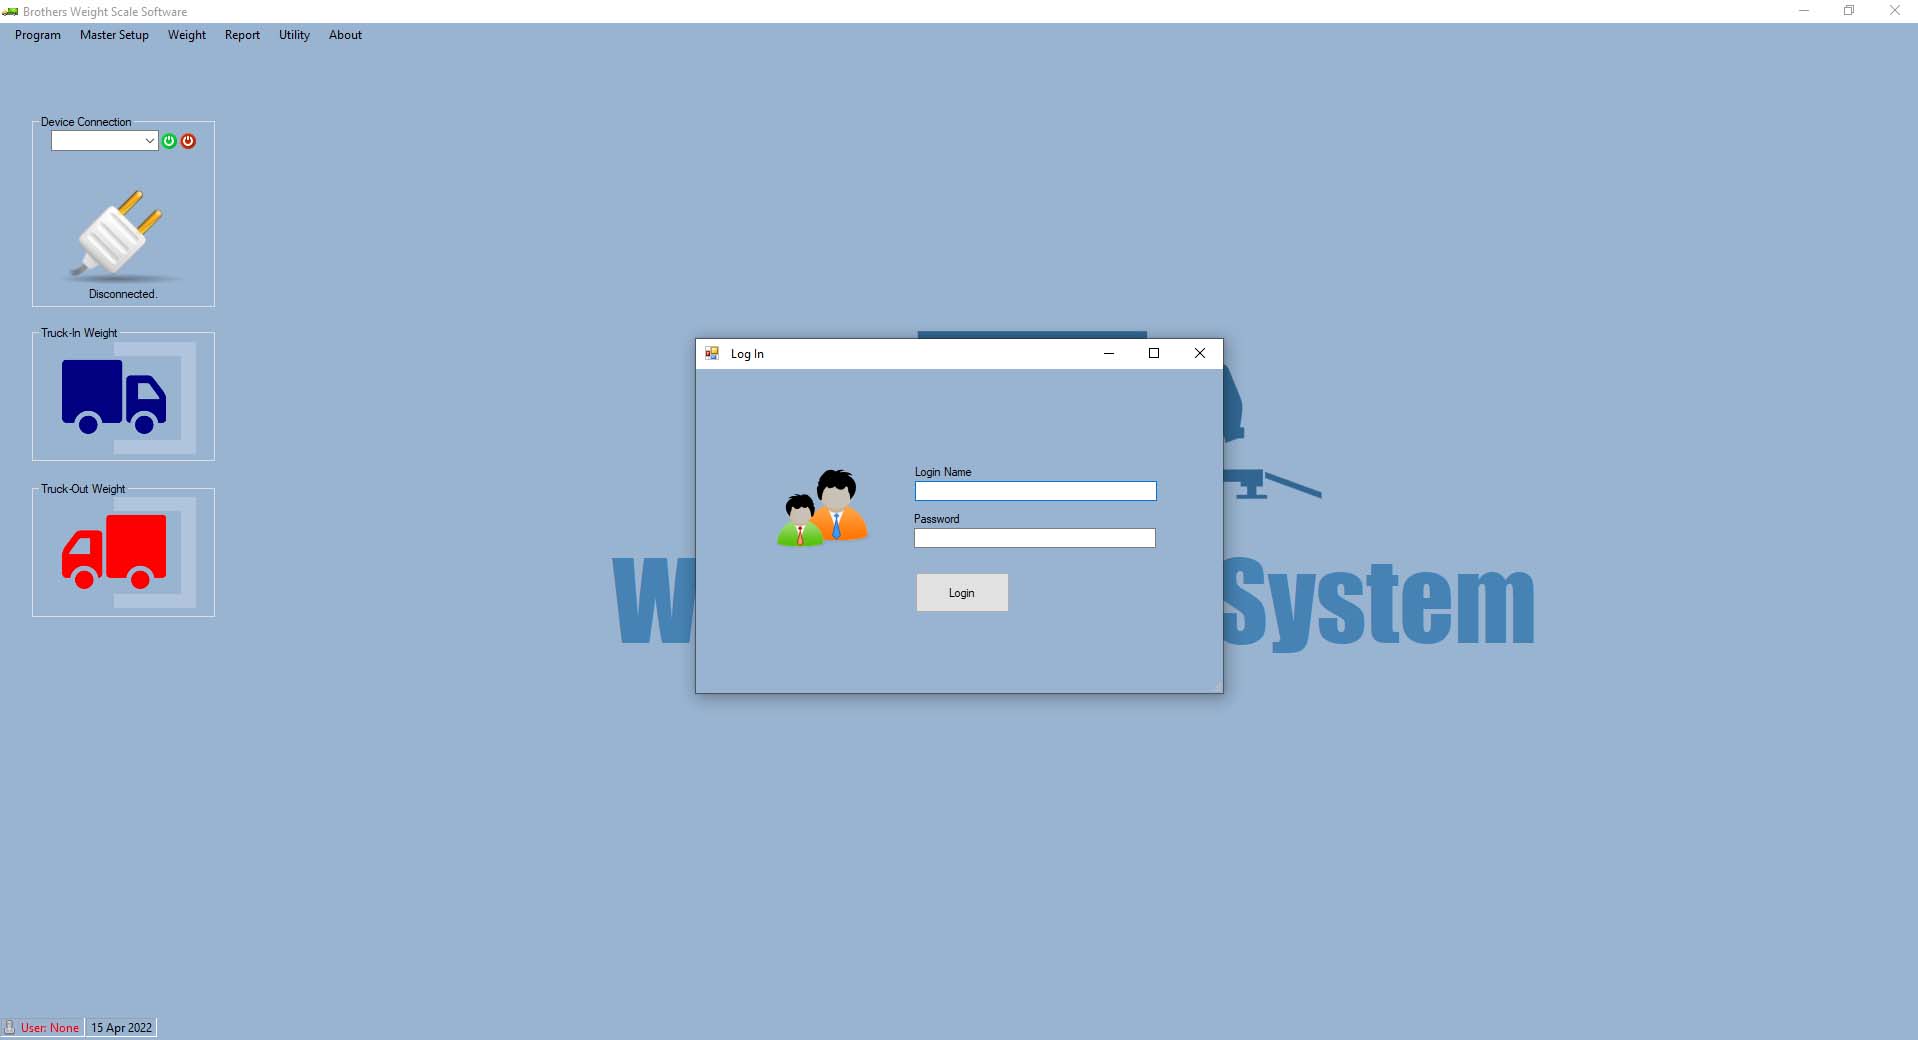 Brothers Weight Scale Software
Program Master Setup Weight Report Utility About
Device Connection
Disconnected.
Truck-In Weight
Truck-Out Weight
Log In
Login Name
Password
Login
System
User: None
15 Apr 2022